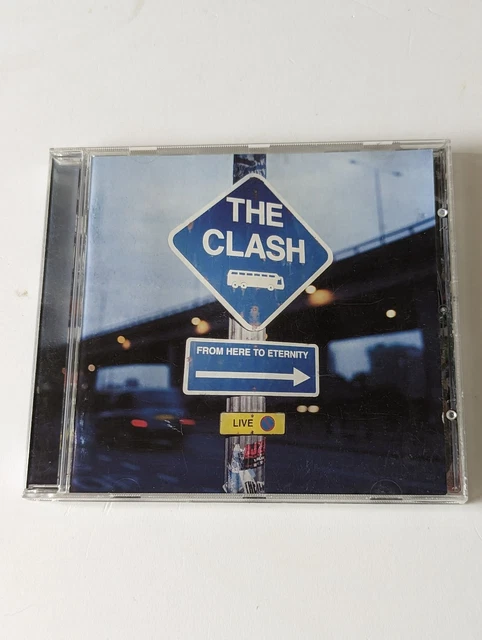 THE
CLASH
FROM HERE TO ETERNITY
LIVE